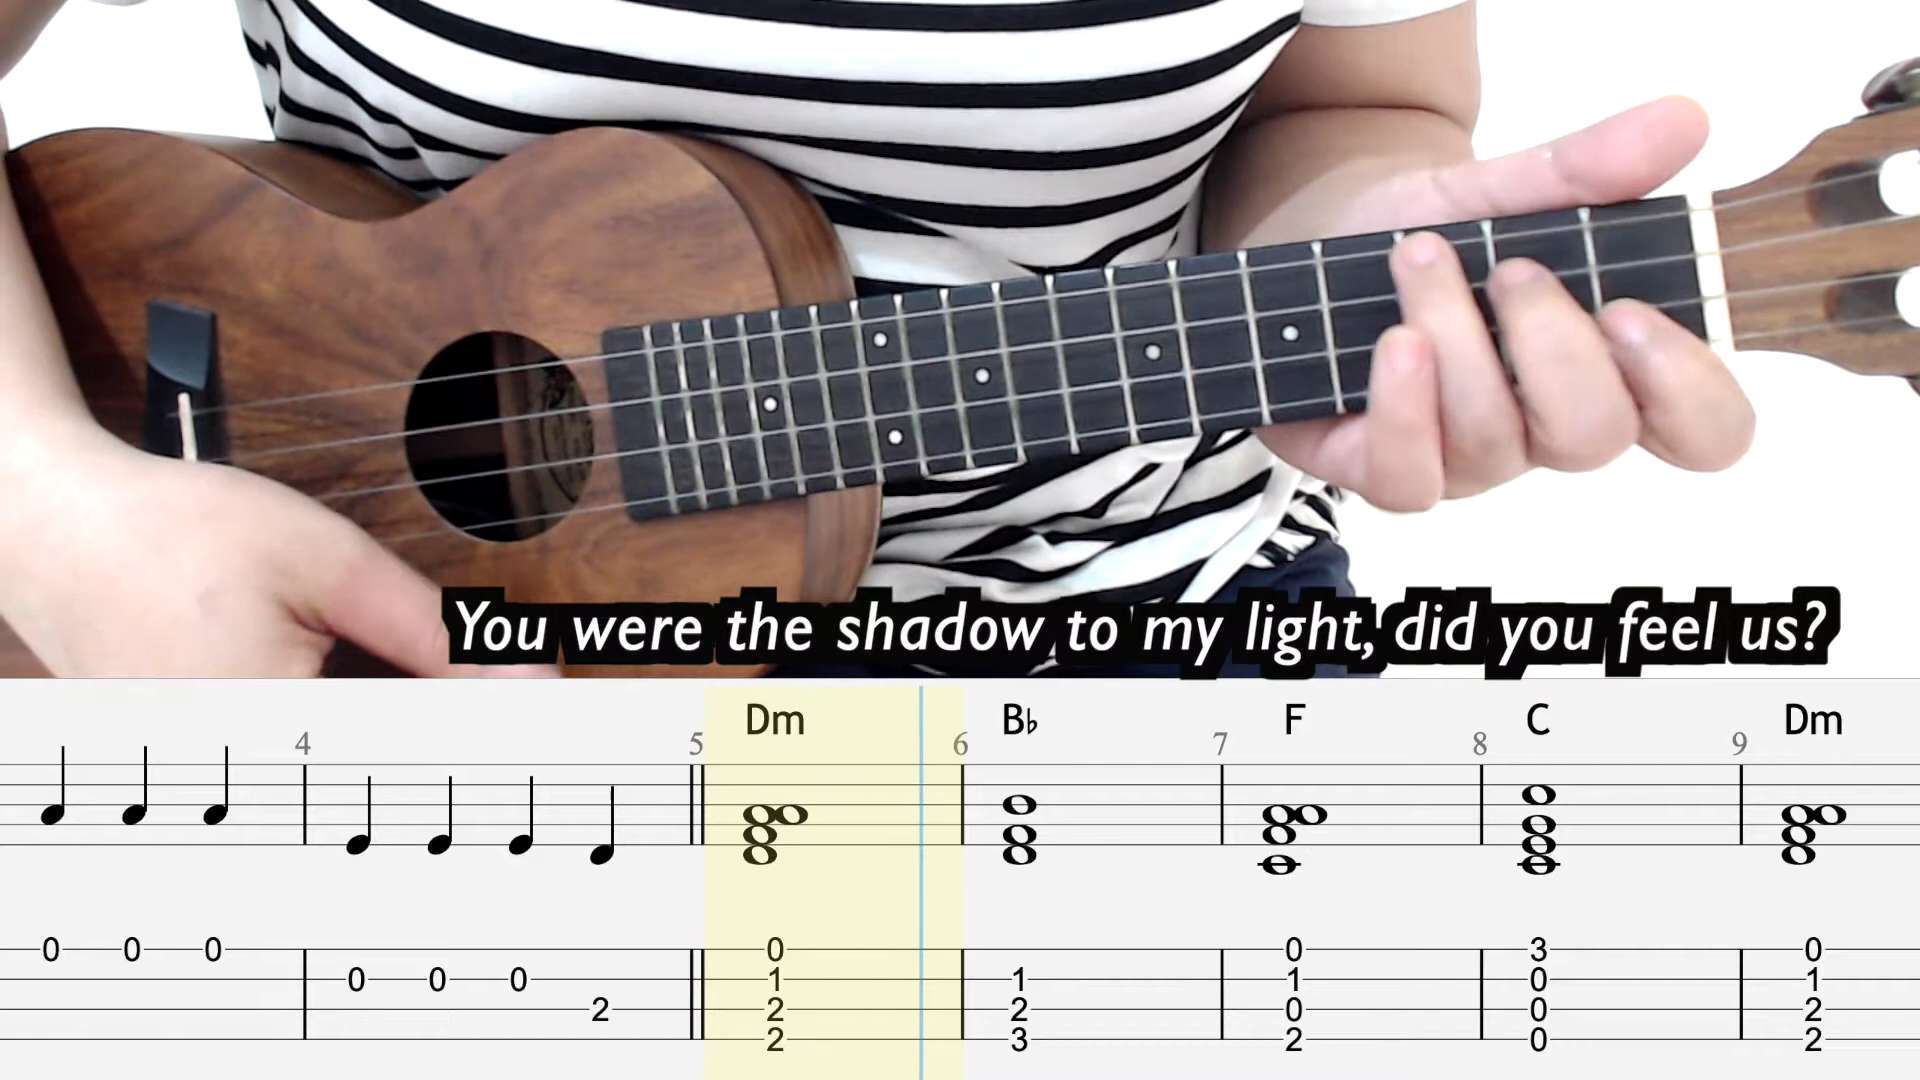 You were the shadow to my light, did you feel us?
Dm B♭ F C Dm
4 5 6 7 8 9
0 0 0 0 0 3 0
0 0 0 1 1 1 0 1
2 2 2 0 0 2
2 3 2 0 2